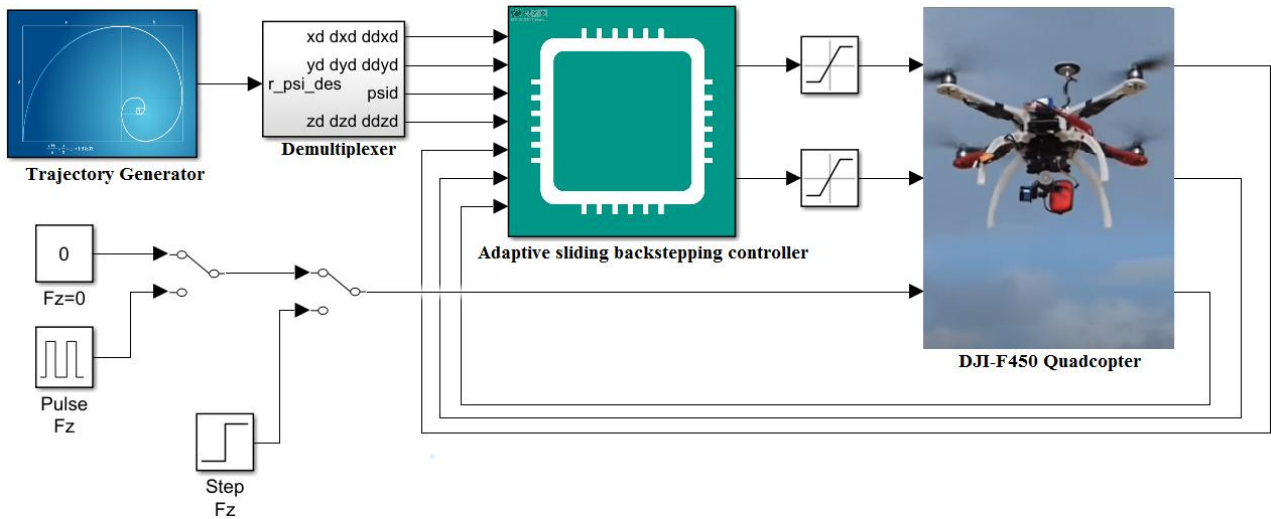 xd dxd ddxd
yd dyd ddyd
r_psi_des
psid
zd dzd ddzd
Demultiplexer
Trajectory Generator
Adaptive sliding backstepping controller
DJI-F450 Quadcopter
0
Fz=0
Pulse
Fz
Step
Fz